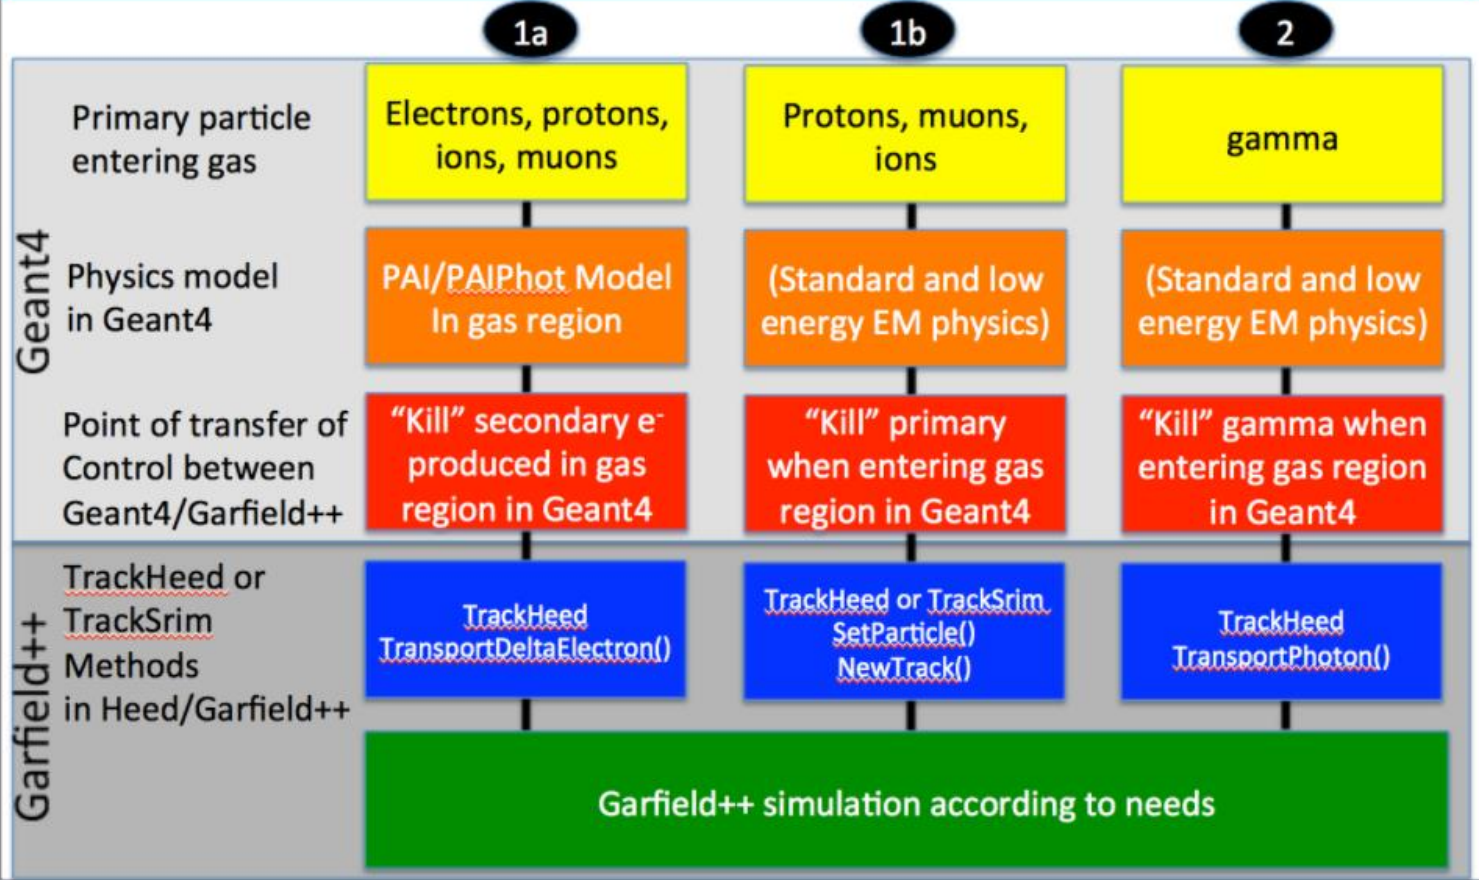 1a
1b
2
Geant4
Primary particle
entering gas
Electrons, protons,
ions, muons
Protons, muons,
ions
gamma
Physics model
in Geant4
PAI/PAIPhot Model
In gas region
(Standard and low
energy EM physics)
(Standard and low
energy EM physics)
Point of transfer of
Control between
Geant4/Garfield++
“Kill” secondary e-
produced in gas
region in Geant4
“Kill” primary
when entering gas
region in Geant4
“Kill” gamma when
entering gas region
in Geant4
Garfield++
TrackHeed or
TrackSrim
Methods
in Heed/Garfield++
TrackHeed
TransportDeltaElectron()
TrackHeed or TrackSrim
SetParticle()
NewTrack()
TrackHeed
TransportPhoton()
Garfield++ simulation according to needs